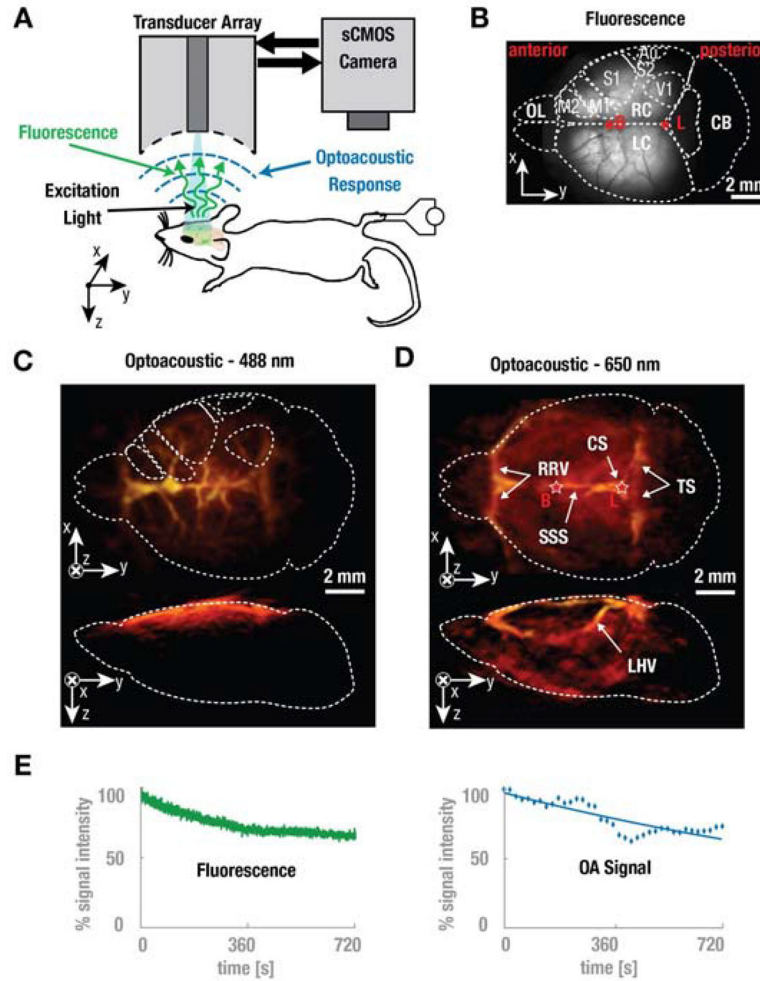 A
Transducer Array
sCMOS
Camera
Fluorescence
Optoacoustic
Response
Excitation
Light
x
y
z
B
Fluorescence
anterior
posterior
Au
S2
S1
V1
M2
M1
RC
OL
B
L
CB
LC
x
y
2 mm
C
Optoacoustic - 488 nm
x
z
y
2 mm
x
y
z
D
Optoacoustic - 650 nm
CS
RRV
TS
B
L
SSS
x
z
y
2 mm
LHV
x
y
z
E
% signal intensity
100
50
0
Fluorescence
0
360
720
time [s]
% signal intensity
100
50
0
OA Signal
0
360
720
time [s]